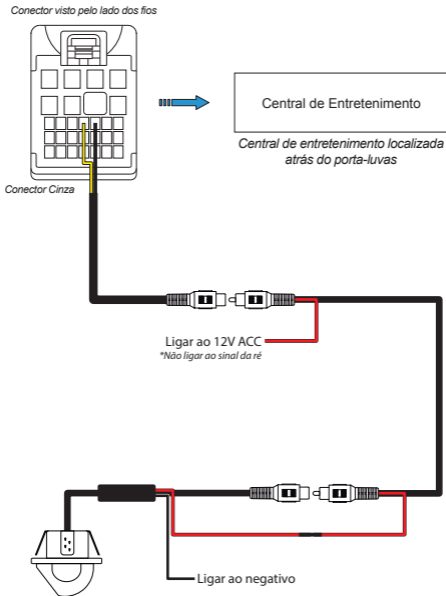 Conector visto pelo lado dos fios
Central de Entretenimento
Central de entretenimento localizada
atrás do porta-luvas
Conector Cinza
Ligar ao 12V ACC
*Não ligar ao sinal da ré
Ligar ao negativo